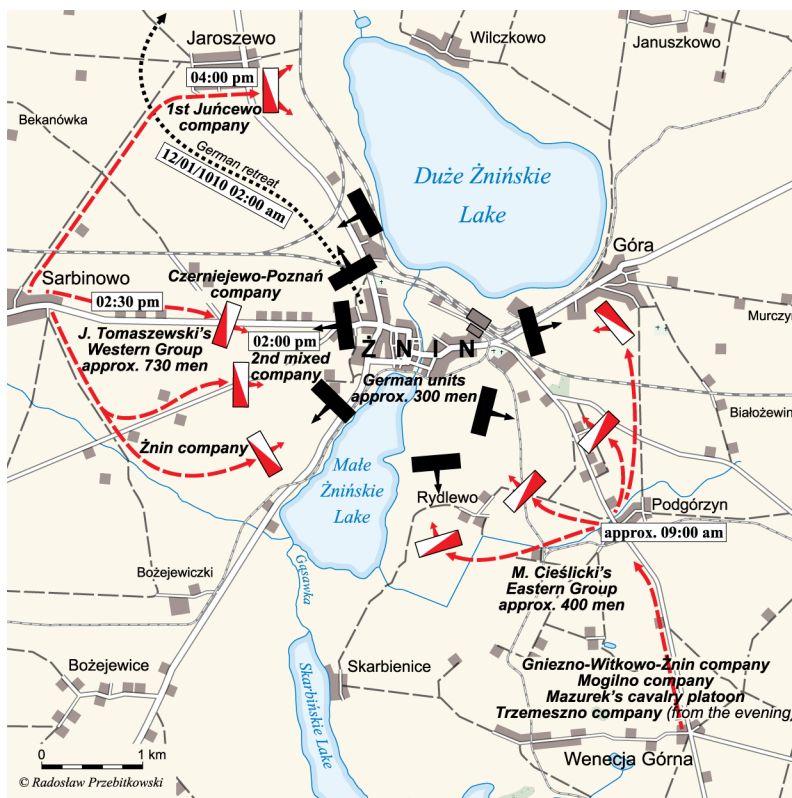 Jaroszewo
Wilczkowo
Januszkowo
04:00 pm
1st Juńcewo
company
Bekanówka
German retreat
12/01/1010 02:00 am
Duże Żnińskie
Lake
Góra
Sarbinowo
Czerniejewo-Poznań
company
02:30 pm
Murczyn
J. Tomaszewski's
Western Group
approx. 730 men
02:00 pm
2nd mixed
company
ŻNIN
German units
approx. 300 men
Białożewin
Żnin company
Małe
Żnińskie
Lake
Rydlewo
Podgórzyn
approx. 09:00 am
Bożejewiczki
Gąsawka
M. Cieślicki's
Eastern Group
approx. 400 men
Bożejewice
Skarbińskie Lake
Skarbienice
Gniezno-Witkowo-Żnin company
Mogilno company
Mazurek's cavalry platoon
Trzemeszno company (from the evening)
Wenecja Górna
0 1 km
© Radosław Przebitkowski